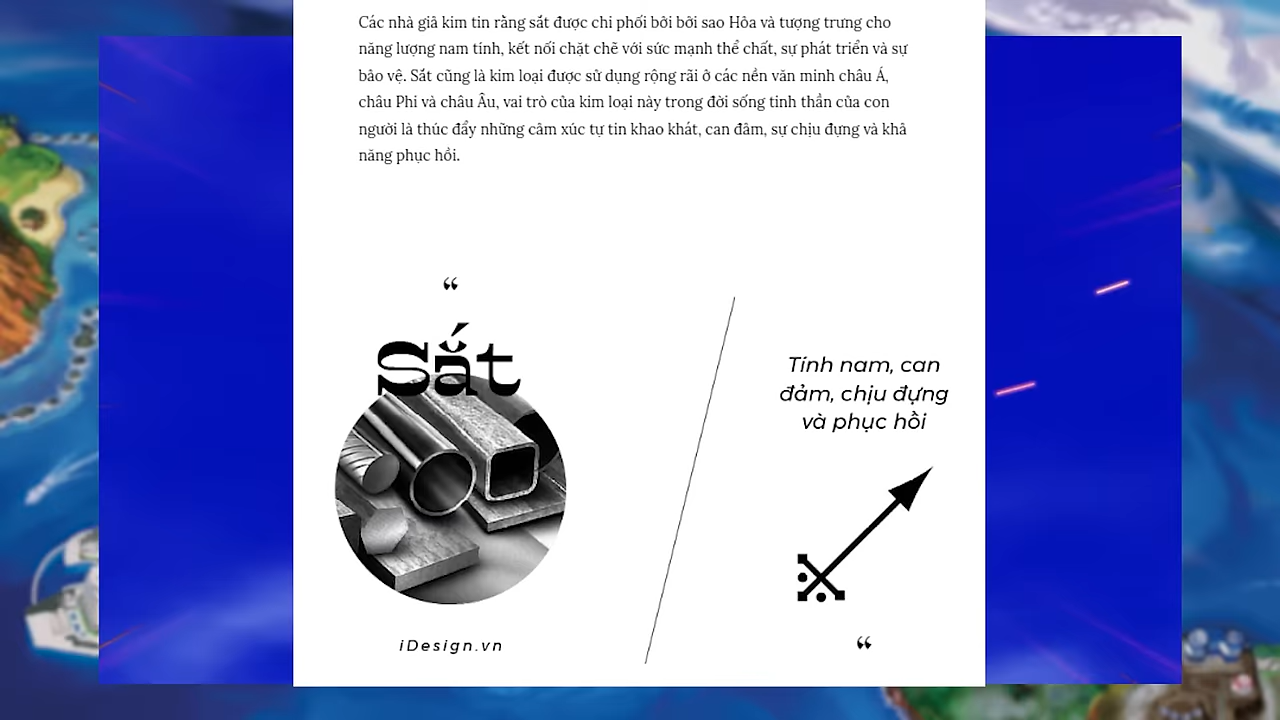 Các nhà giả kim tin rằng sắt được chi phối bởi bởi sao Hỏa và tượng trưng cho
năng lượng nam tính, kết nối chặt chẽ với sức mạnh thể chất, sự phát triển và sự
bảo vệ. Sắt cũng là kim loại được sử dụng rộng rãi ở các nền văn minh châu Á,
châu Phi và châu Âu, vai trò của kim loại này trong đời sống tinh thần của con
người là thúc đẩy những cảm xúc tự tin khao khát, can đảm, sự chịu đựng và khả
năng phục hồi.
“
Sắt
iDesign.vn
Tính nam, can
đảm, chịu đựng
và phục hồi
“